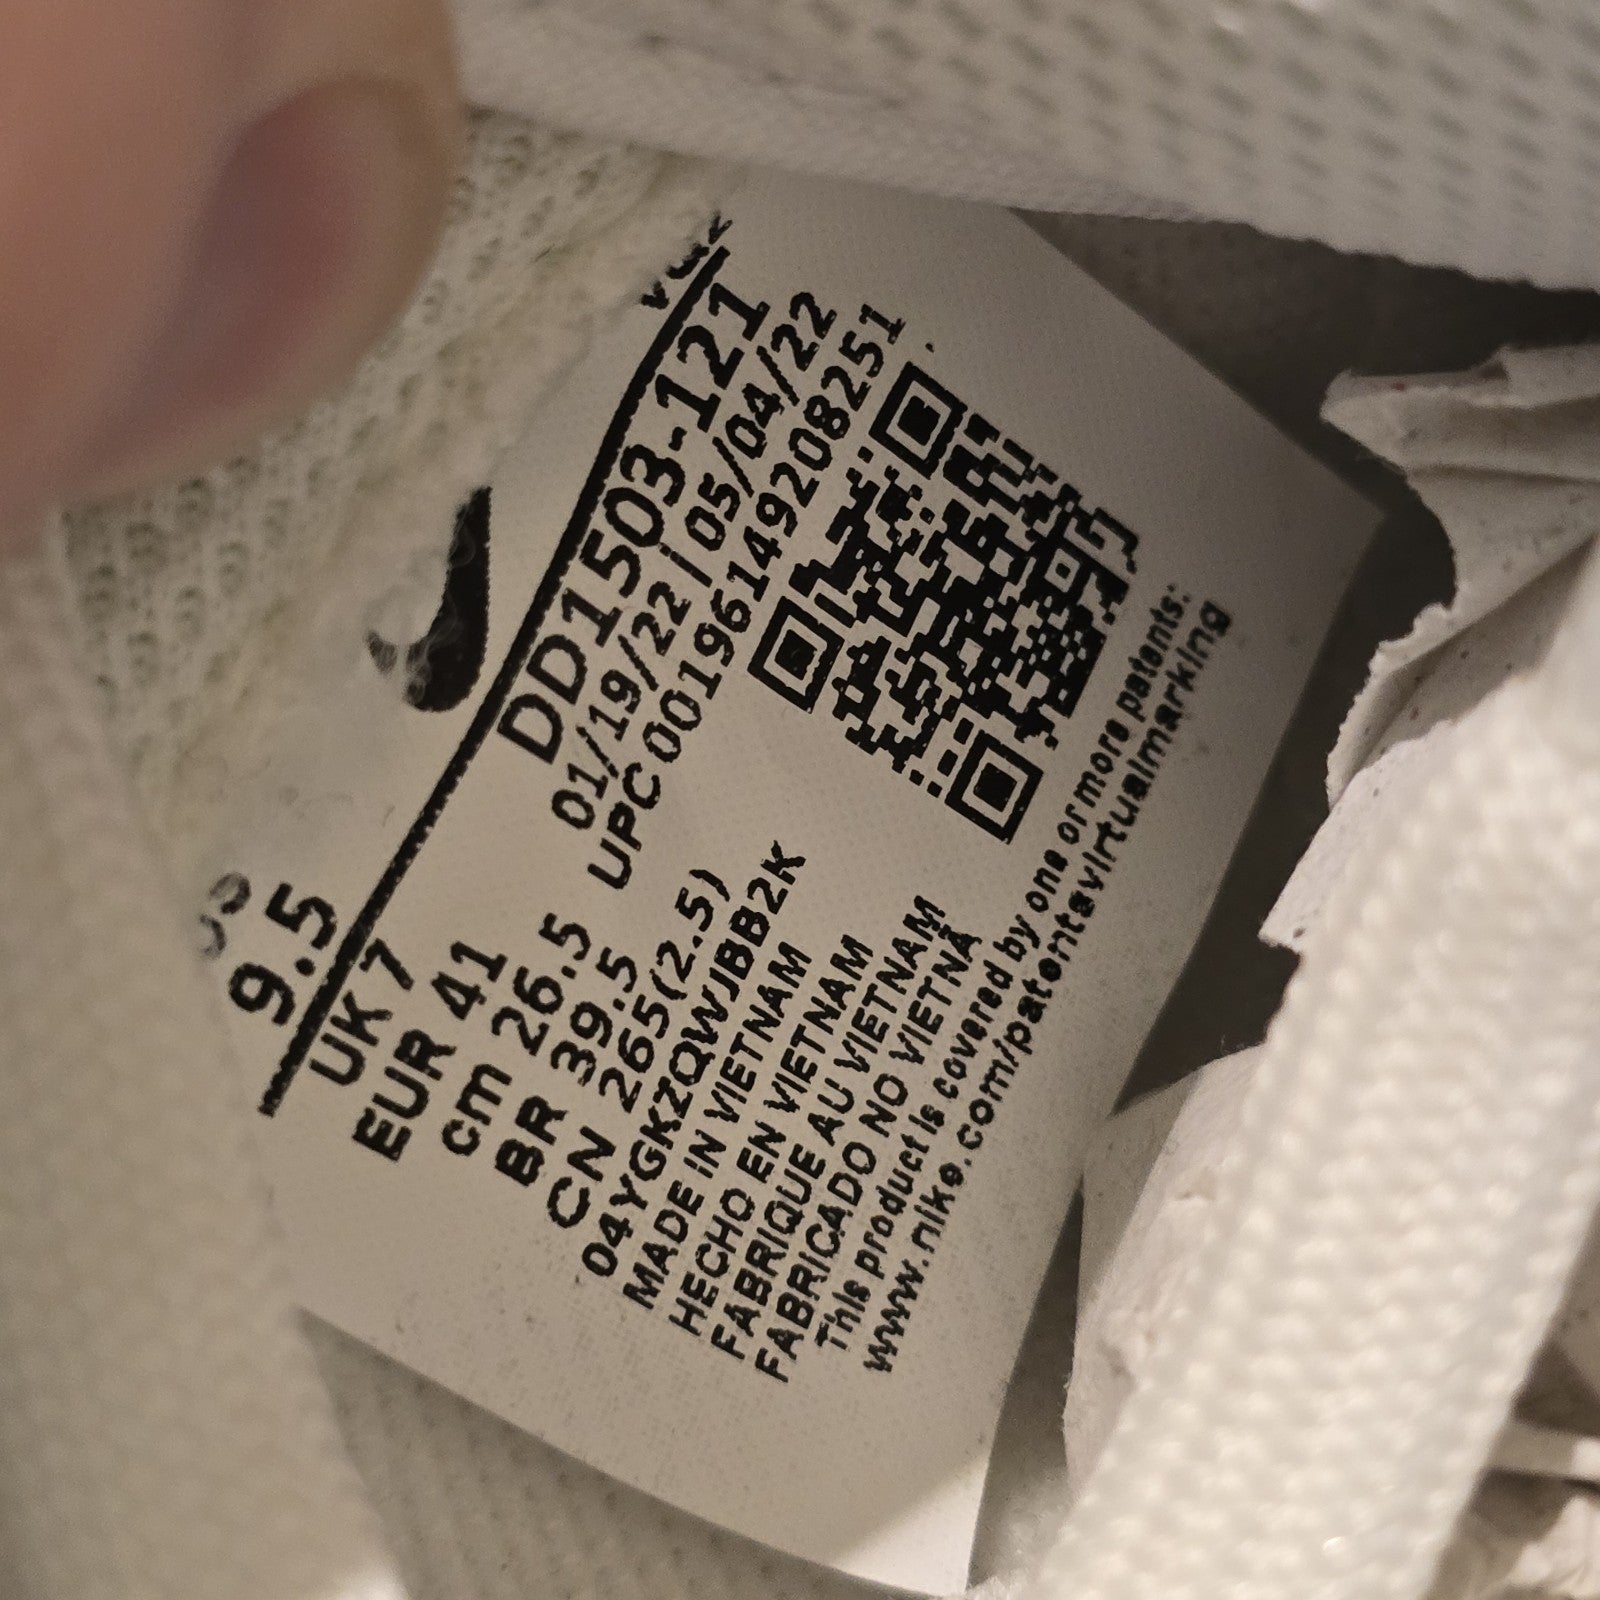 US
9.5
UK 7
EUR 41
cm 26.5
BR 39.5
CN 265(2.5)
DD1503-121
01/19/22 | 05/04/22
UPC 00196149208251
04YGKZQWJBB2K
MADE IN VIETNAM
HECHO EN VIETNAM
FABRIQUE AU VIETNAM
FABRICADO NO VIETNÃ
This product is covered by one or more patents:
www.nike.com/patentsvirtualmarking